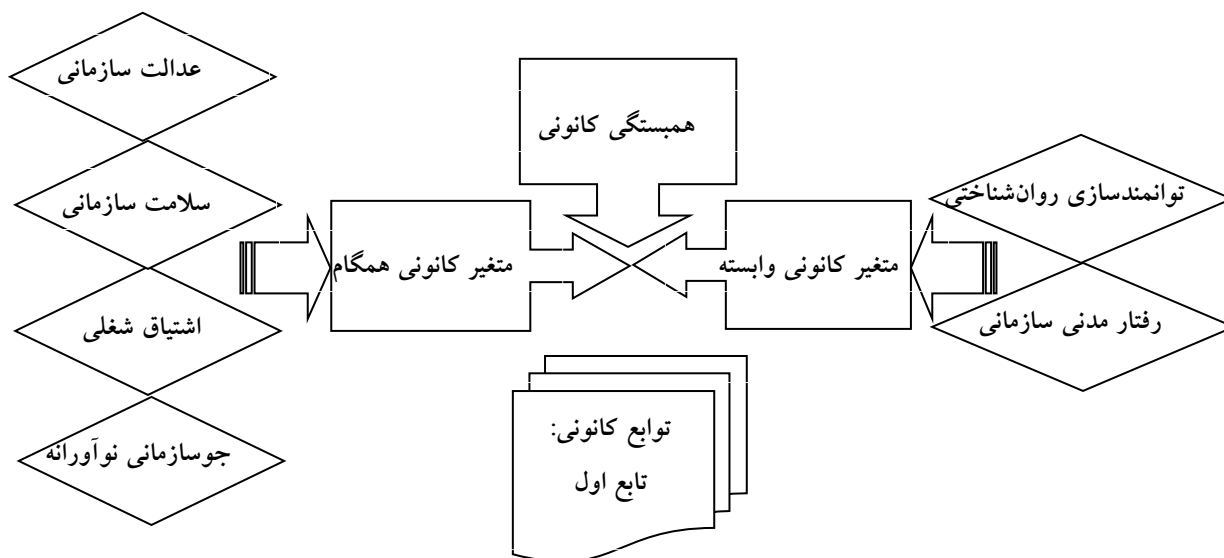 عدالت سازمانی
همبستگی کانونی
توانمندسازی روان‌شناختی
سلامت سازمانی
متغیر کانونی وابسته
متغیر کانونی همگام
رفتار مدنی سازمانی
اشتیاق شغلی
توابع کانونی:
تابع اول
جوسازمانی نوآورانه